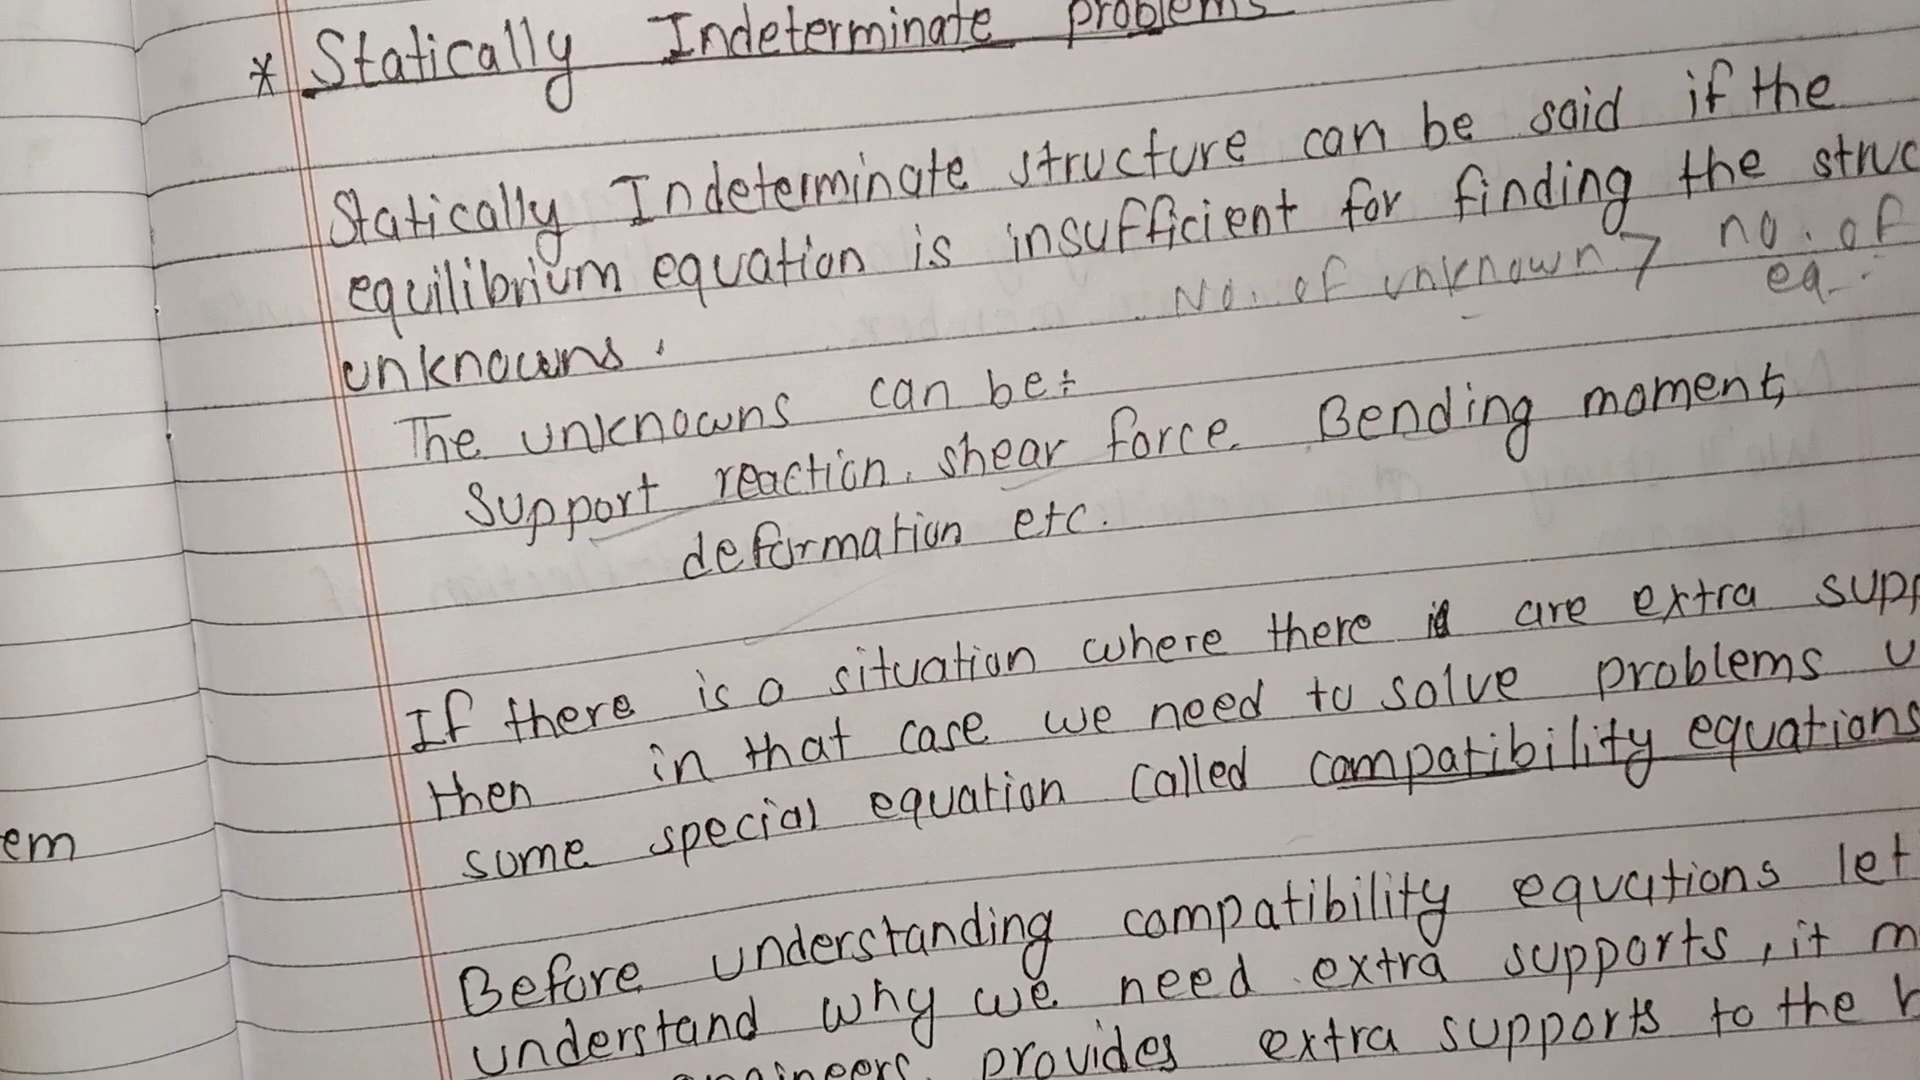 * Statically Indeterminate problems
Statically Indeterminate structure can be said if the
equilibrium equation is insufficient for finding the struc
No. of unknown > no. of
eq.
unknowns.
The unknowns can be:
Support reaction, shear force, Bending moment,
deformation etc.
If there is a situation where there are extra supp
then in that case we need to solve problems u
some special equation called compatibility equations
em
Before understanding compatibility equations let
understand why we need extra supports, it m
engineers provides extra supports to the b